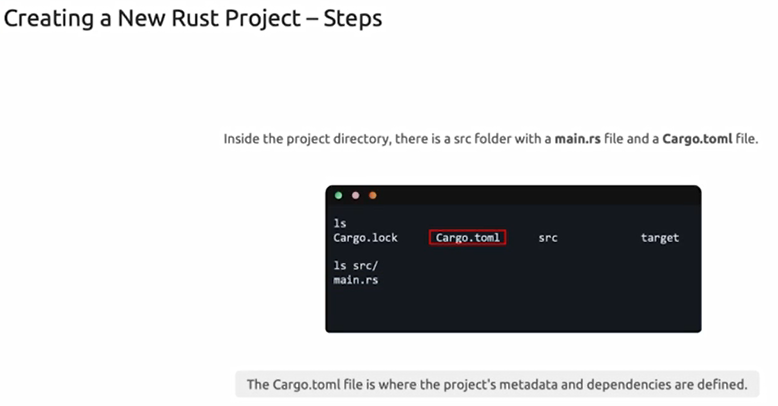 Creating a New Rust Project – Steps
Inside the project directory, there is a src folder with a main.rs file and a Cargo.toml file.
ls
Cargo.lock Cargo.toml src target
ls src/
main.rs
The Cargo.toml file is where the project's metadata and dependencies are defined.